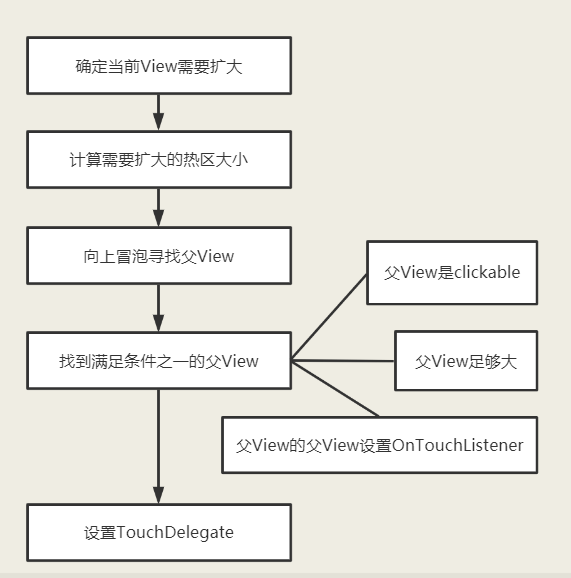 确定当前View需要扩大
计算需要扩大的热区大小
向上冒泡寻找父View
父View是clickable
找到满足条件之一的父View
父View足够大
父View的父View设置OnTouchListener
设置TouchDelegate